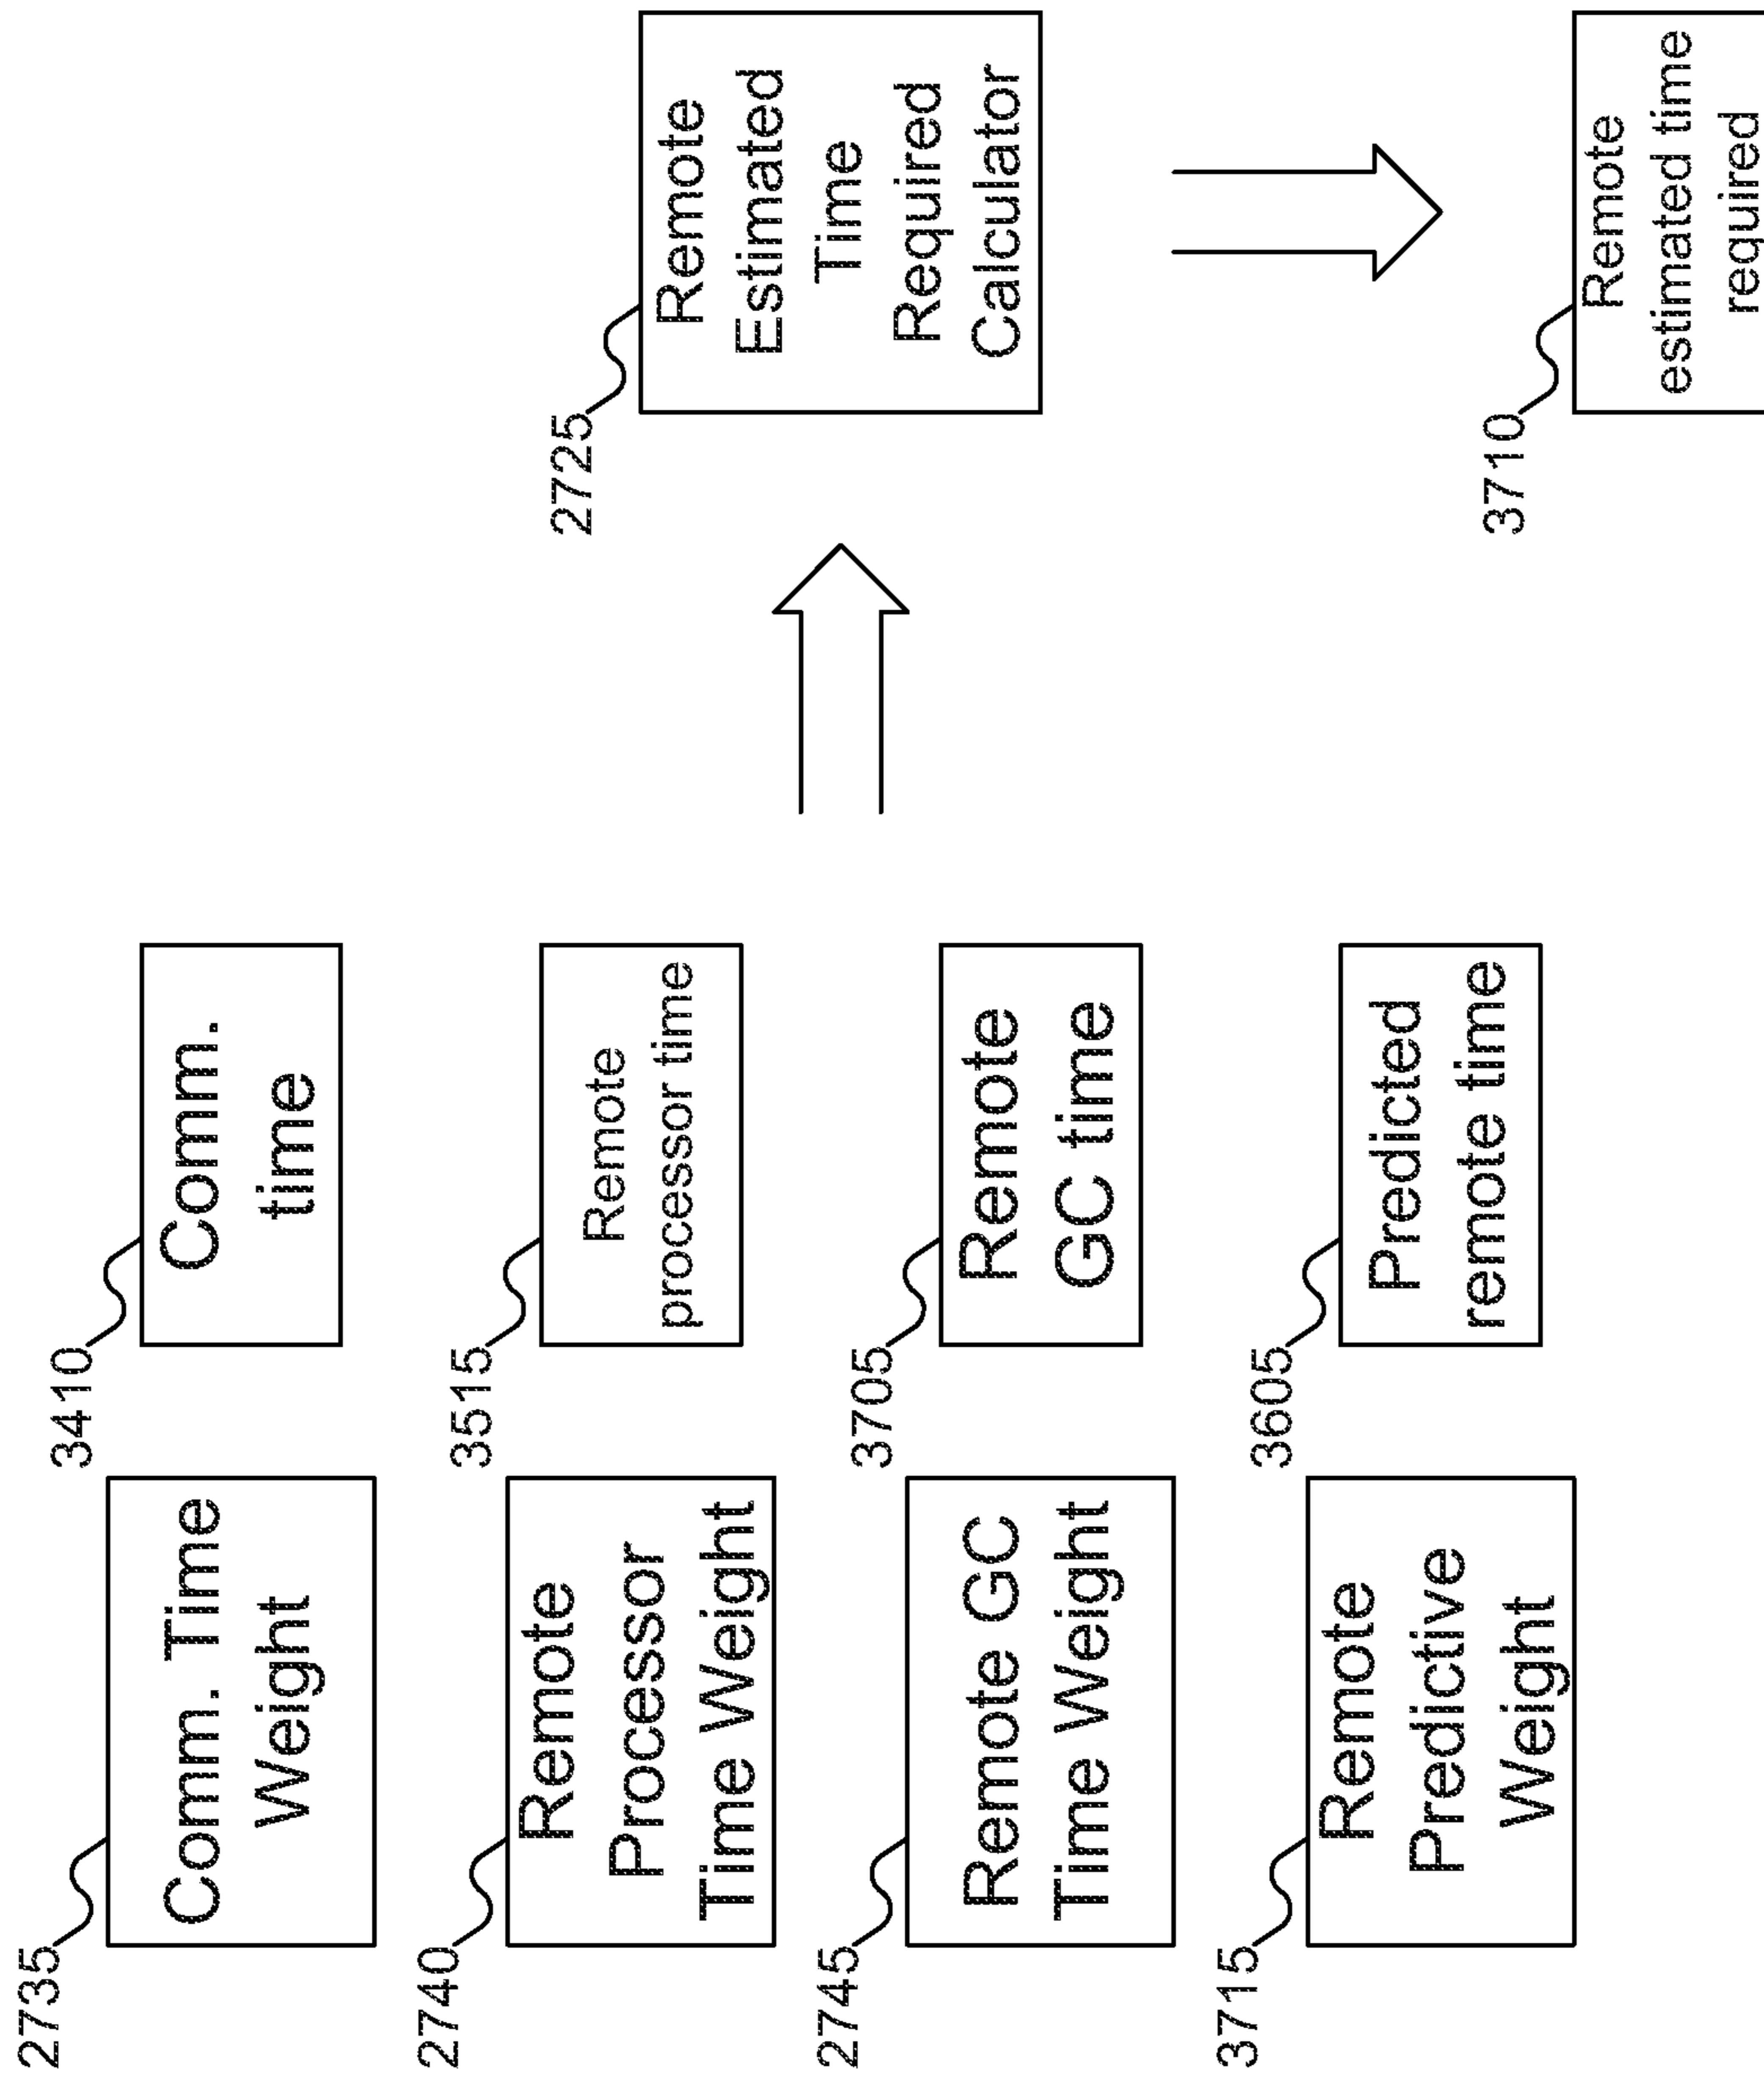 2735
Comm. Time
Weight
2740
Remote
Processor
Time Weight
2745
Remote GC
Time Weight
3715
Remote
Predictive
Weight
3410
Comm.
time
3515
Remote
processor time
3705
Remote
GC time
3605
Predicted
remote time
2725
Remote
Estimated
Time
Required
Calculator
3710
Remote
estimated time
required